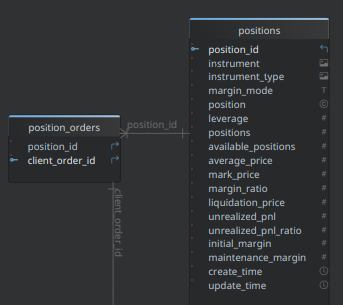 positions
position_id
instrument
instrument_type
margin_mode
position
leverage
positions
available_positions
average_price
mark_price
margin_ratio
liquidation_price
unrealized_pnl
unrealized_pnl_ratio
initial_margin
maintenance_margin
create_time
update_time
position_orders
position_id
client_order_id
position_id
client_order_id